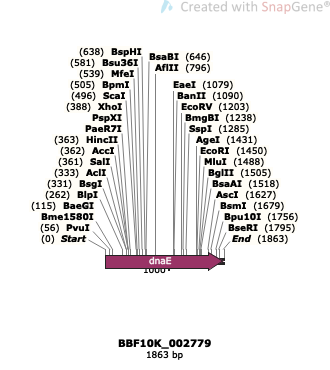 Created with SnapGene®
(638) BspHI
BsaBI (646)
(581) Bsu36I
AflII (796)
(539) MfeI
(505) BpmI
EaeI (1079)
(496) ScaI
BanII (1090)
(388) XhoI
EcoRV (1203)
PspXI
BmgBI (1238)
PaeR7I
SspI (1285)
(363) HincII
AgeI (1431)
(362) AccI
EcoRI (1450)
(361) SalI
MluI (1488)
(333) AclI
BglII (1505)
(331) BsgI
BsaAI (1518)
(262) BlpI
AscI (1627)
(115) BaeGI
BsmI (1679)
Bme1580I
Bpu10I (1756)
(56) PvuI
BseRI (1795)
(0) Start
End (1863)
dnaE
1000
BBF10K_002779
1863 bp